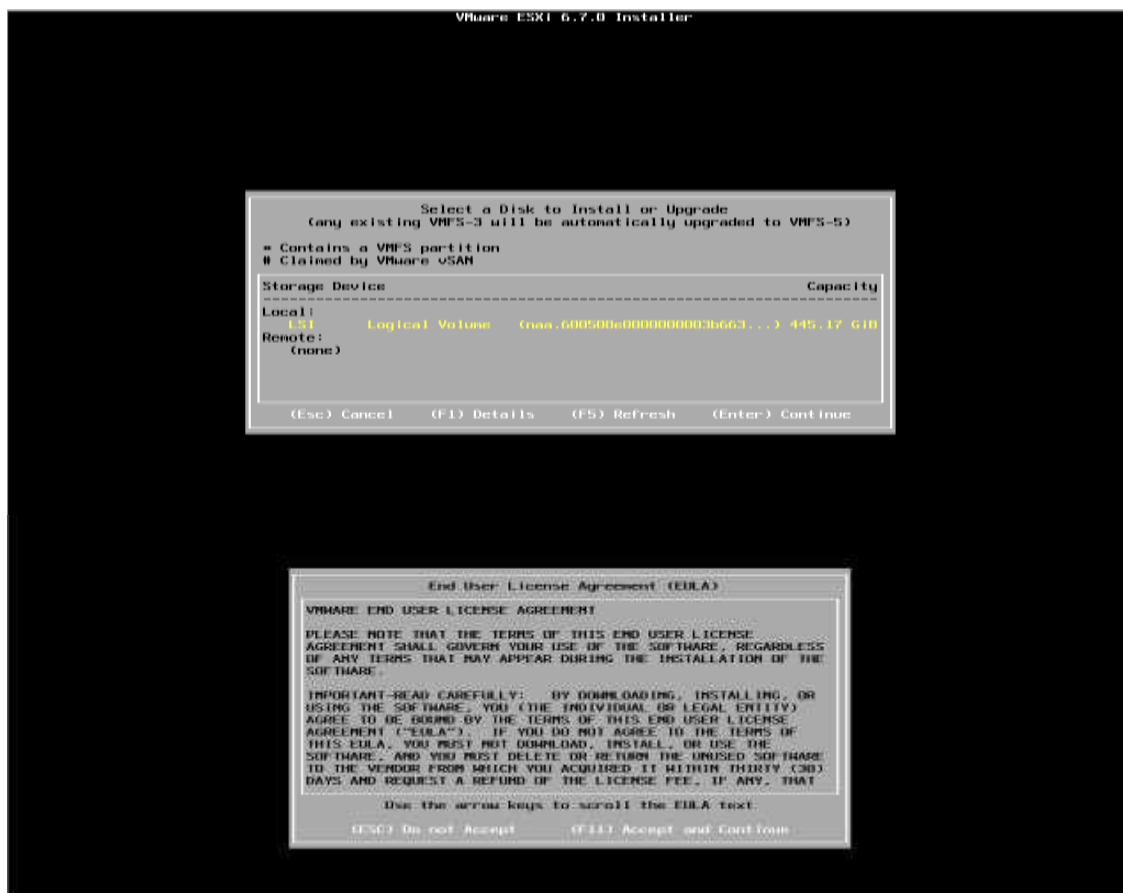 VMware ESXi 6.7.0 Installer
Select a Disk to Install or Upgrade
(any existing VMFS-3 will be automatically upgraded to VMFS-5)
* Contains a VMFS partition
# Claimed by VMware vSAN
Storage Device Capacity
Local:
LSI Logical Volume (naa.600508e0000000003b663...) 445.17 GiB
Remote:
(none)
(Esc) Cancel (F1) Details (F5) Refresh (Enter) Continue
End User License Agreement (EULA)
VMWARE END USER LICENSE AGREEMENT
PLEASE NOTE THAT THE TERMS OF THIS END USER LICENSE
AGREEMENT SHALL GOVERN YOUR USE OF THE SOFTWARE, REGARDLESS
OF ANY TERMS THAT MAY APPEAR DURING THE INSTALLATION OF THE
SOFTWARE.
IMPORTANT-READ CAREFULLY: BY DOWNLOADING, INSTALLING, OR
USING THE SOFTWARE, YOU (THE INDIVIDUAL OR LEGAL ENTITY)
AGREE TO BE BOUND BY THE TERMS OF THIS END USER LICENSE
AGREEMENT ("EULA"). IF YOU DO NOT AGREE TO THE TERMS OF
THIS EULA, YOU MUST NOT DOWNLOAD, INSTALL, OR USE THE
SOFTWARE, AND YOU MUST DELETE OR RETURN THE UNUSED SOFTWARE
TO THE VENDOR FROM WHICH YOU ACQUIRED IT WITHIN THIRTY (30)
DAYS AND REQUEST A REFUND OF THE LICENSE FEE, IF ANY, THAT
Use the arrow keys to scroll the EULA text
(ESC) Do not Accept (F11) Accept and Continue